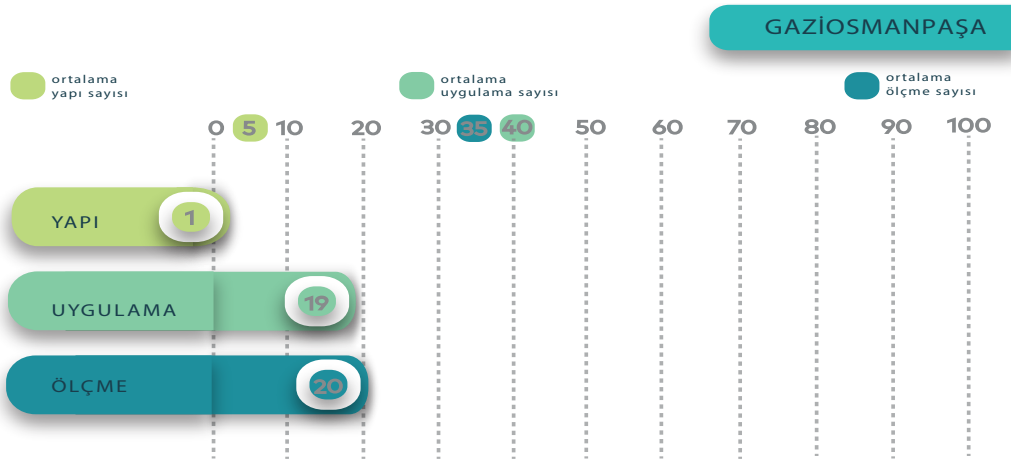 GAZİOSMANPAŞA
ortalama
yapı sayısı
ortalama
uygulama sayısı
ortalama
ölçme sayısı
0 5 10 20 30 35 40 50 60 70 80 90 100
YAPI 1
UYGULAMA 19
ÖLÇME 20